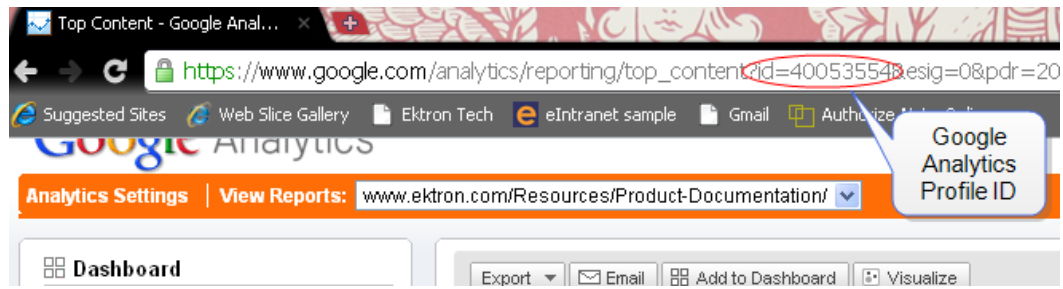 Top Content - Google Anal...
https://www.google.com/analytics/reporting/top_content?id=40053554&esig=0&pdr=20
Suggested Sites Web Slice Gallery Ektron Tech eIntranet sample Gmail Authorize
Google Analytics
Google
Analytics
Profile ID
Analytics Settings View Reports: www.ektron.com/Resources/Product-Documentation/
Dashboard
Export Email Add to Dashboard Visualize